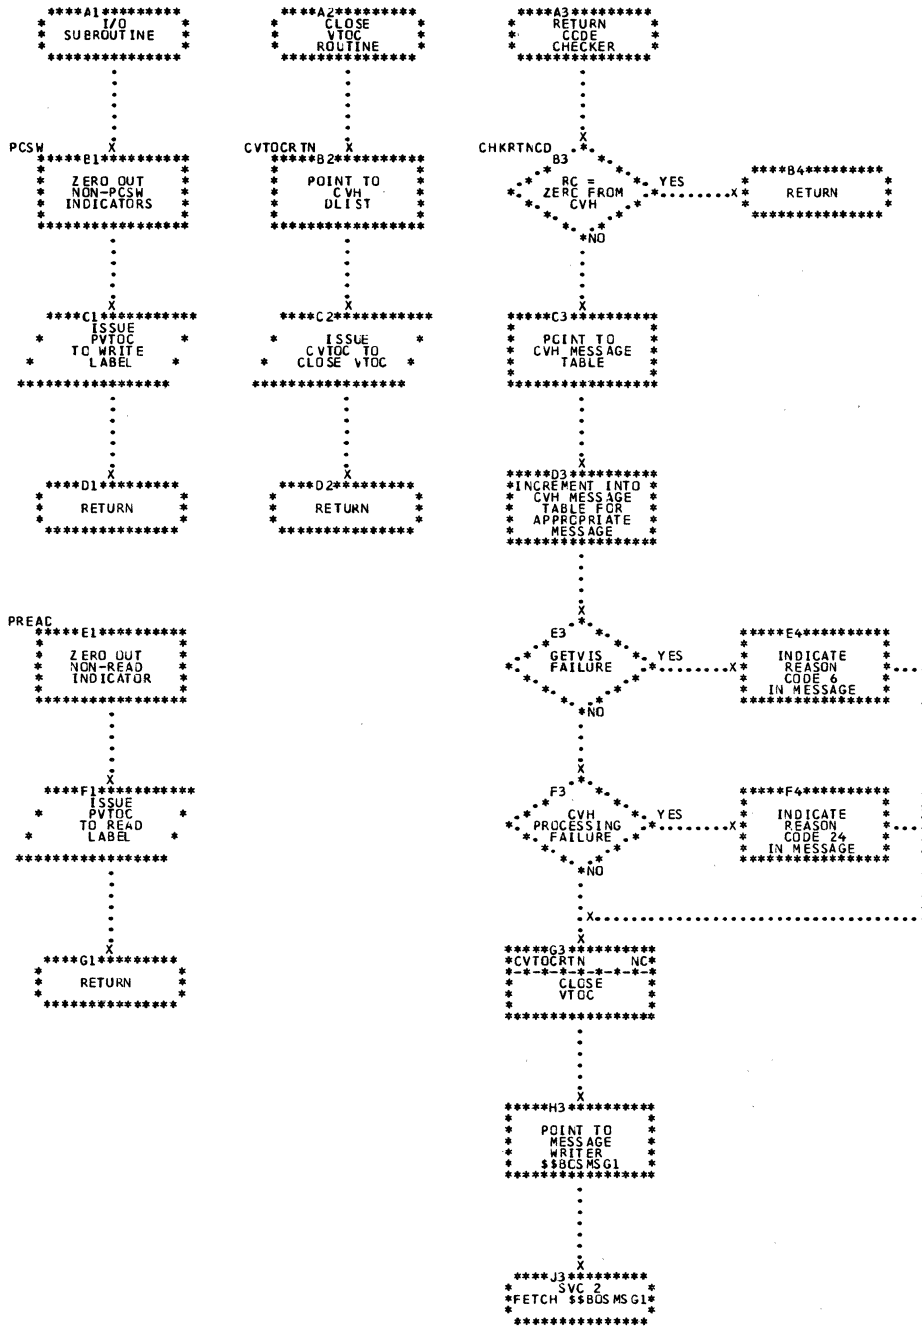 A1
I/O
SUBROUTINE
PCSW
B1
ZERO OUT
NON-PCSW
INDICATORS
C1
ISSUE
PVTOC
TO WRITE
LABEL
D1
RETURN
PREAD
E1
ZERO OUT
NON-READ
INDICATOR
F1
ISSUE
PVTOC
TO READ
LABEL
G1
RETURN
A2
CLOSE
VTOC
ROUTINE
CVTOCRTN
B2
POINT TO
CVH
DLIST
C2
ISSUE
CVTOC TO
CLOSE VTOC
D2
RETURN
A3
RETURN
CODE
CHECKER
CHKRTNCD
B3
RC =
ZERO FROM
CVH
YES
NO
B4
RETURN
C3
POINT TO
CVH MESSAGE
TABLE
D3
INCREMENT INTO
CVH MESSAGE
TABLE FOR
APPROPRIATE
MESSAGE
E3
GETVIS
FAILURE
YES
NO
E4
INDICATE
REASON
CODE 6
IN MESSAGE
F3
CVH
PROCESSING
FAILURE
YES
NO
F4
INDICATE
REASON
CODE 24
IN MESSAGE
G3
CVTOCRTN NC
CLOSE
VTOC
H3
POINT TO
MESSAGE
WRITER
$$BCSMSG1
J3
SVC 2
FETCH $$BOSMSG1